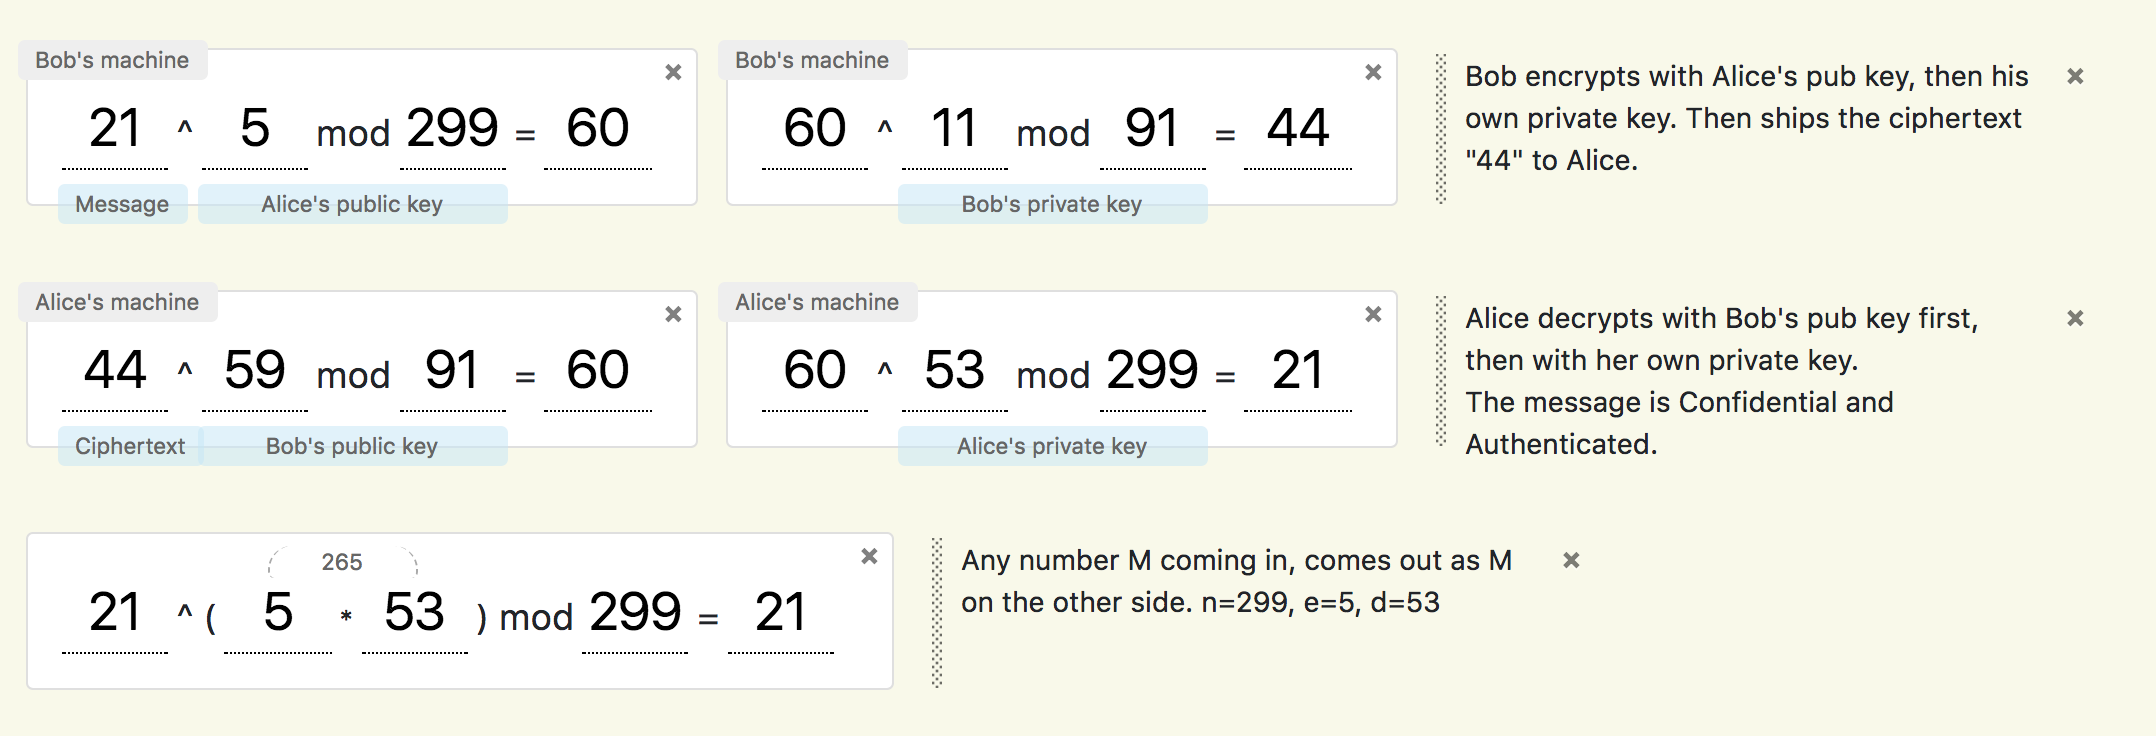 Bob's machine
21 ^ 5 mod 299 = 60
Message Alice's public key
Bob's machine
60 ^ 11 mod 91 = 44
Bob's private key
Bob encrypts with Alice's pub key, then his
own private key. Then ships the ciphertext
"44" to Alice.
Alice's machine
44 ^ 59 mod 91 = 60
Ciphertext Bob's public key
Alice's machine
60 ^ 53 mod 299 = 21
Alice's private key
Alice decrypts with Bob's pub key first,
then with her own private key.
The message is Confidential and
Authenticated.
265
21 ^ ( 5 * 53 ) mod 299 = 21
Any number M coming in, comes out as M
on the other side. n=299, e=5, d=53